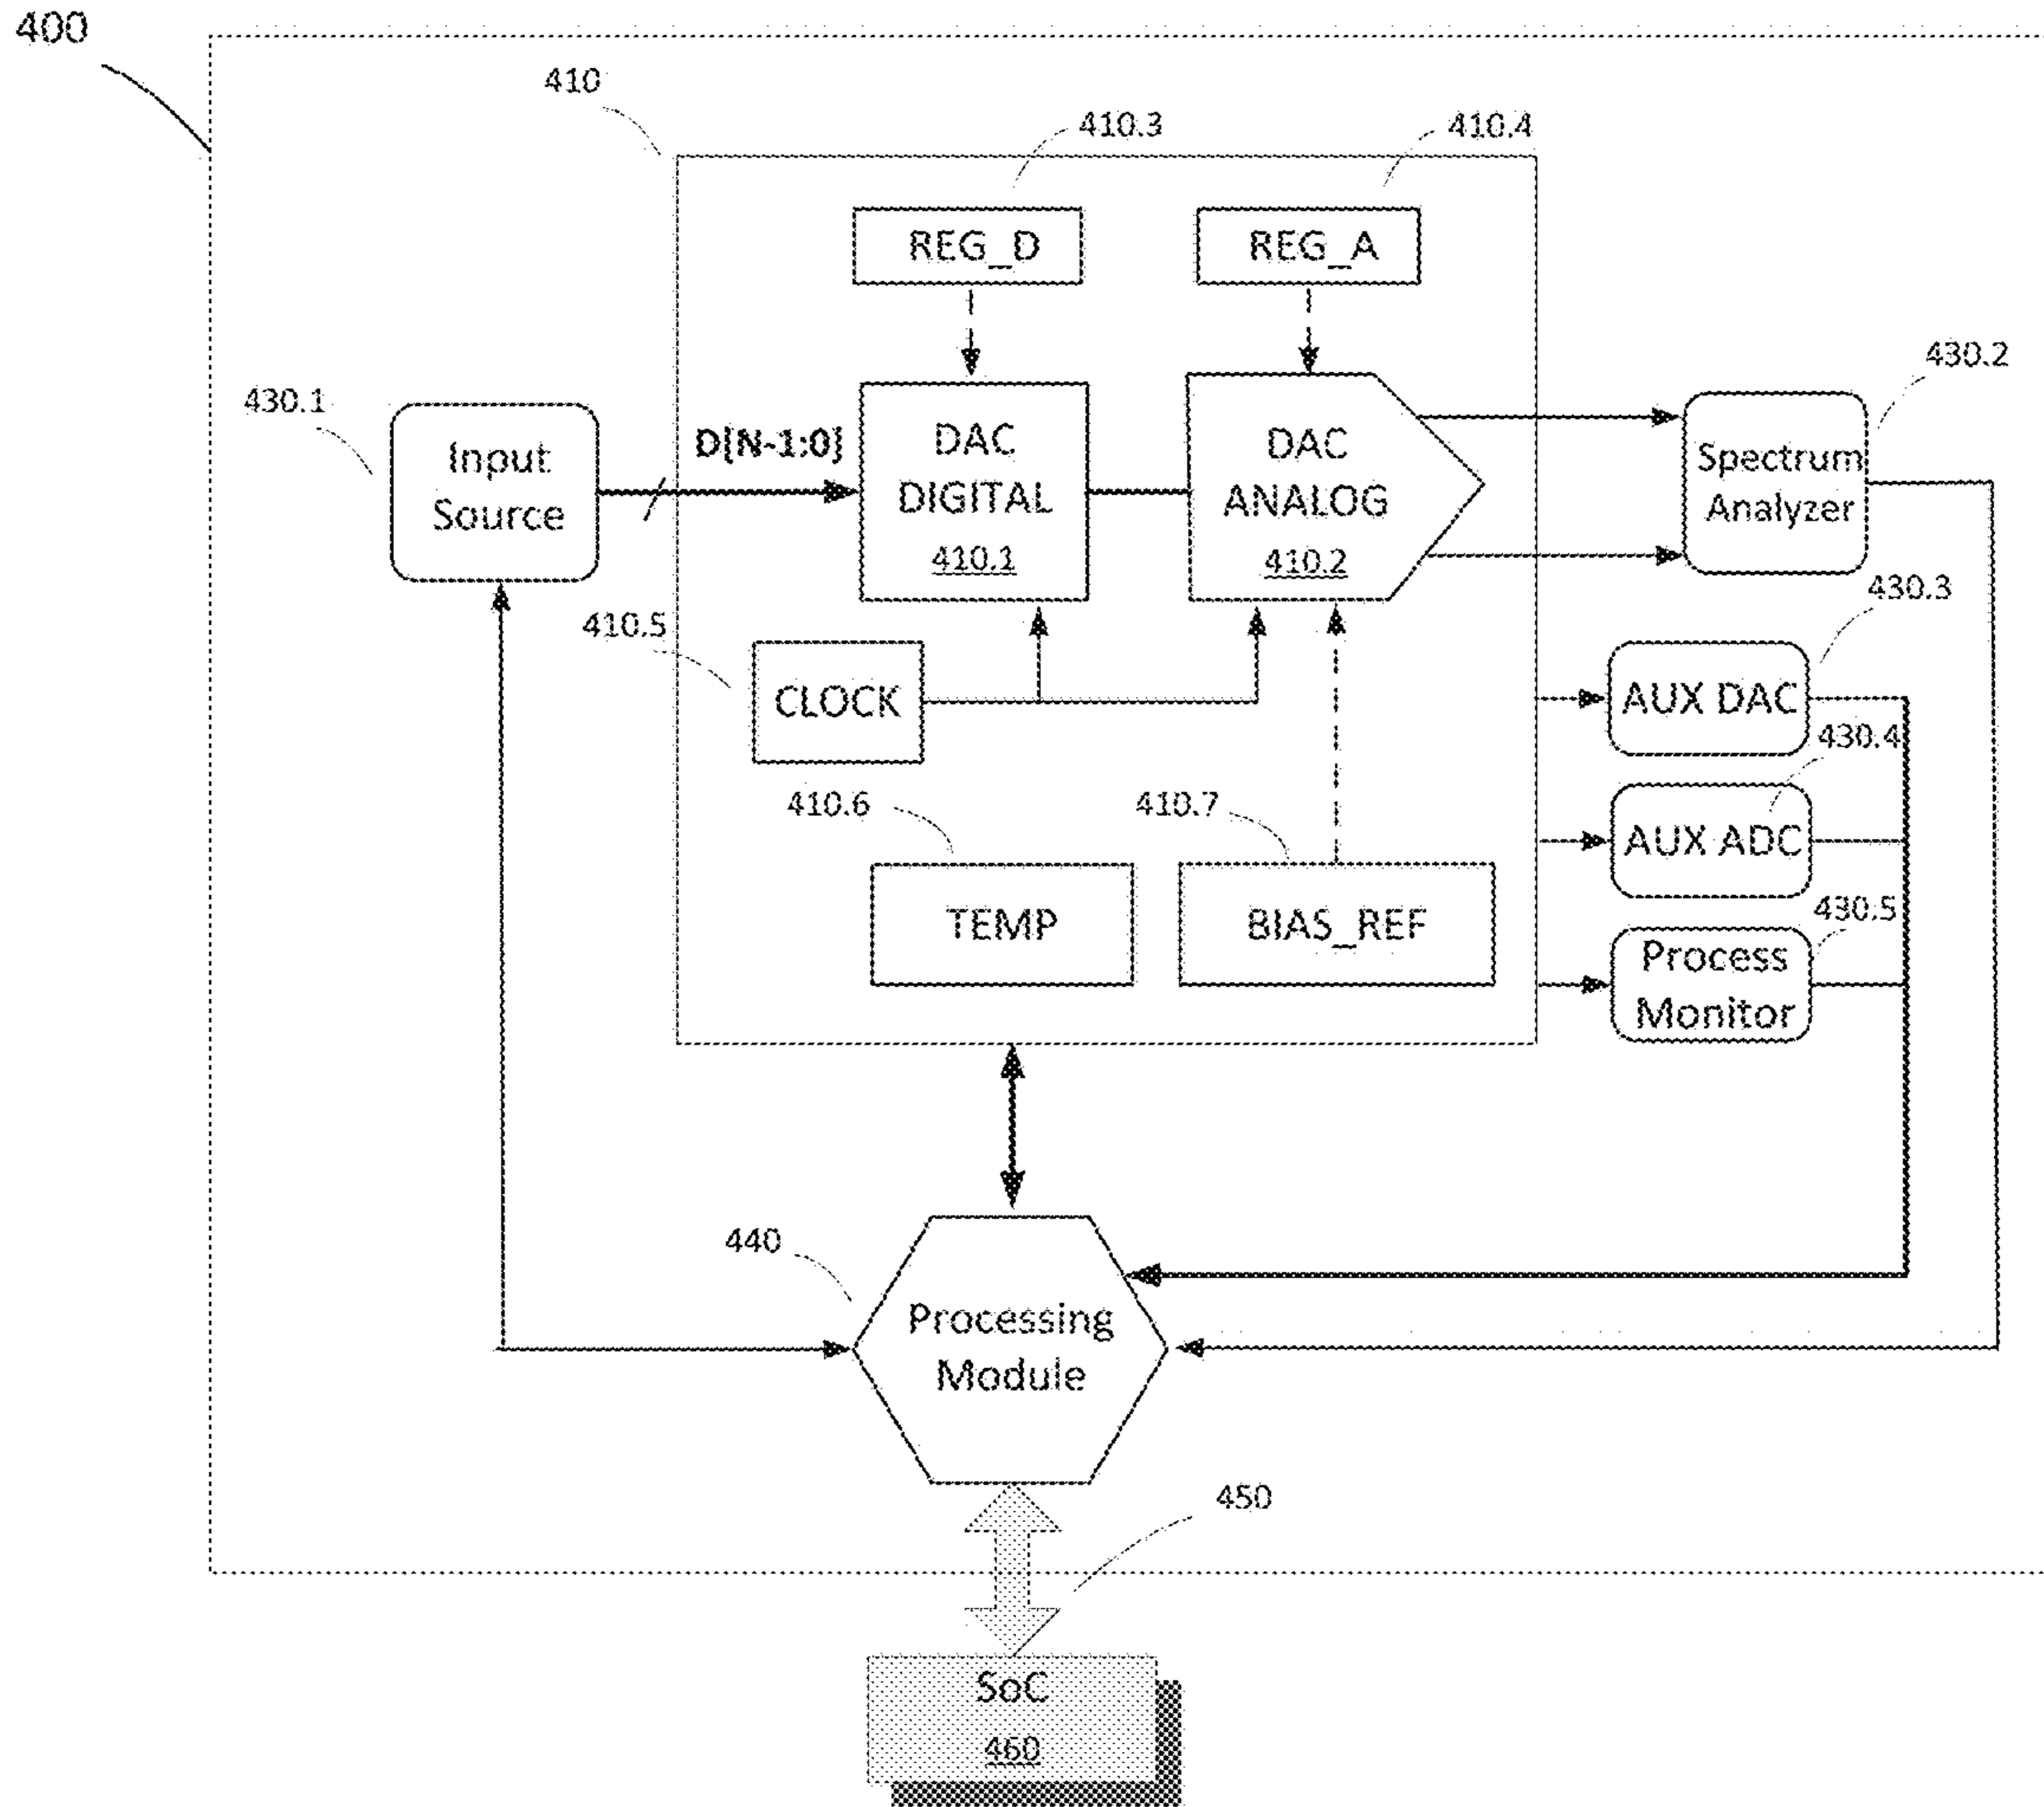 400
410
410.3
410.4
REG_D
REG_A
430.1
430.2
Input
Source
D[N-1:0]
DAC
DIGITAL
410.1
DAC
ANALOG
410.2
Spectrum
Analyzer
410.5
430.3
CLOCK
AUX DAC
430.4
410.6
410.7
AUX ADC
430.5
TEMP
BIAS_REF
Process
Monitor
440
Processing
Module
450
SoC
460